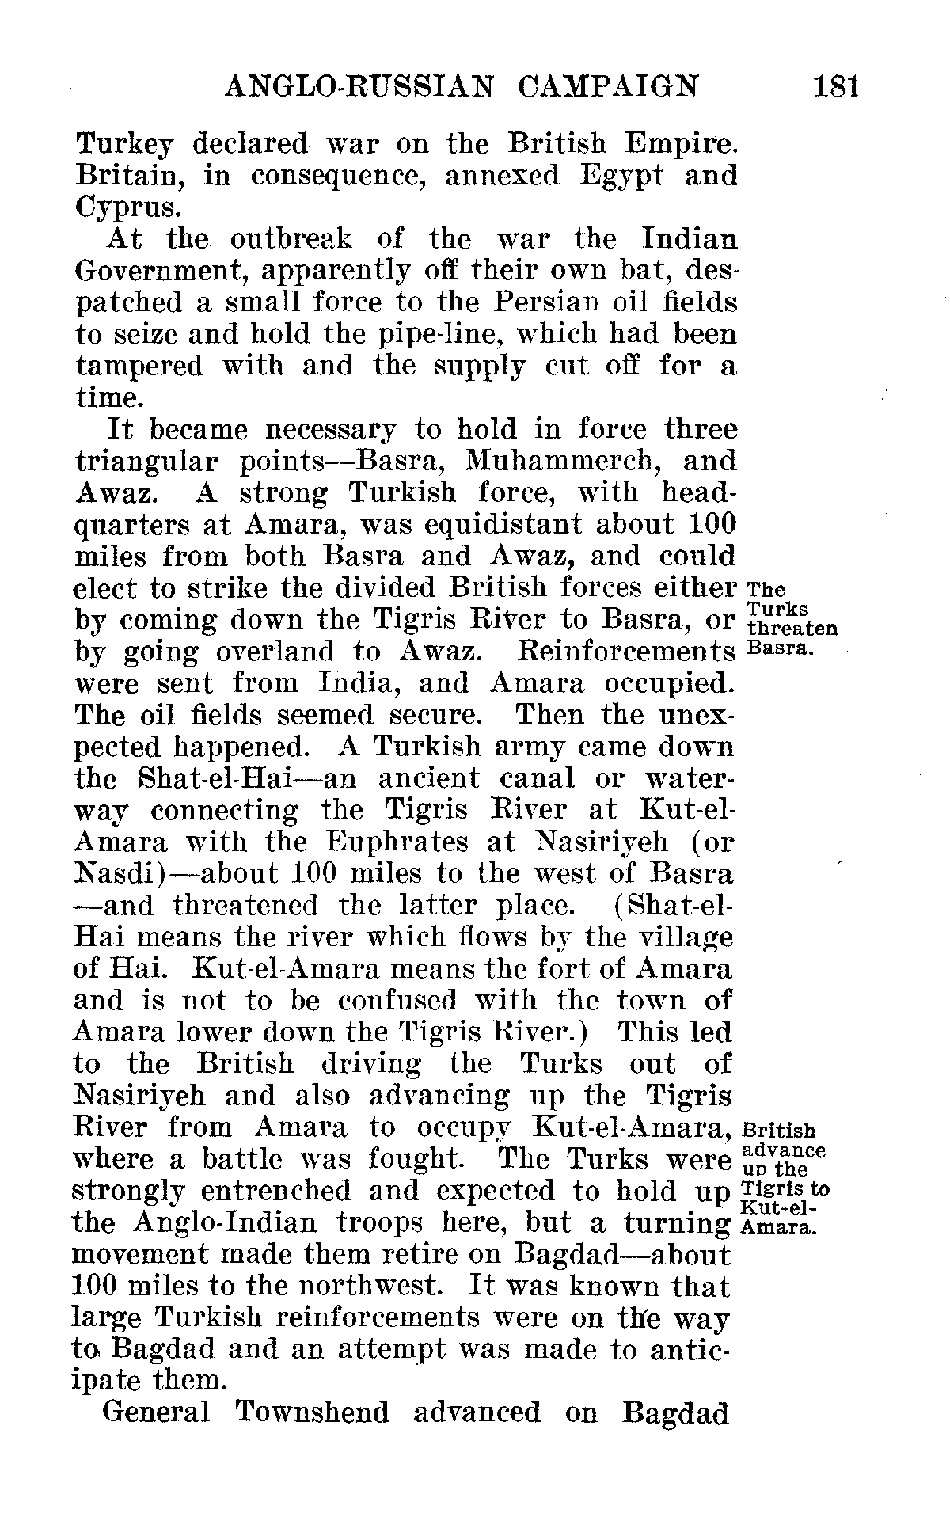 ANGLO-RUSSIAN CAMPAIGN 181
Turkey declared war on the British Empire.
Britain, in consequence, annexed Egypt and
Cyprus.
At the outbreak of the war the Indian
Government, apparently off their own bat, des-
patched a small force to the Persian oil fields
to seize and hold the pipe-line, which had been
tampered with and the supply cut off for a
time.
It became necessary to hold in force three
triangular points—Basra, Muhammerch, and
Awaz. A strong Turkish force, with head-
quarters at Amara, was equidistant about 100
miles from both Basra and Awaz, and could
elect to strike the divided British forces either
by coming down the Tigris River to Basra, or
by going overland to Awaz. Reinforcements
were sent from India, and Amara occupied.
The oil fields seemed secure. Then the unex-
pected happened. A Turkish army came down
the Shat-el-Hai—an ancient canal or water-
way connecting the Tigris River at Kut-el-
Amara with the Euphrates at Nasiriyeh (or
Nasdi)—about 100 miles to the west of Basra
—and threatened the latter place. (Shat-el-
Hai means the river which flows by the village
of Hai. Kut-el-Amara means the fort of Amara
and is not to be confused with the town of
Amara lower down the Tigris River.) This led
to the British driving the Turks out of
Nasiriyeh and also advancing up the Tigris
River from Amara to occupy Kut-el-Amara,
where a battle was fought. The Turks were
strongly entrenched and expected to hold up
the Anglo-Indian troops here, but a turning
movement made them retire on Bagdad—about
100 miles to the northwest. It was known that
large Turkish reinforcements were on the way
to Bagdad and an attempt was made to antic-
ipate them.
General Townshend advanced on Bagdad
The
Turks
threaten
Basra.
British
advance
up the
Tigris to
Kut-el-
Amara.